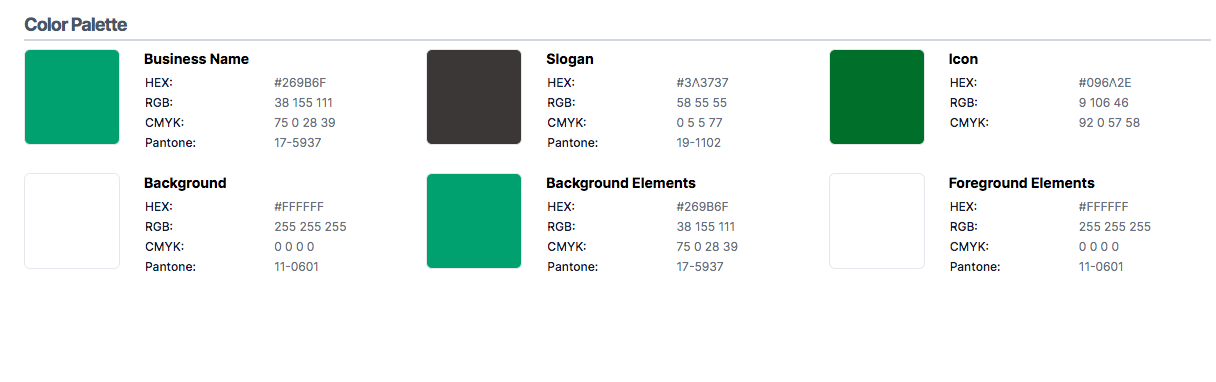 Color Palette
Business Name
HEX: #269B6F
RGB: 38 155 111
CMYK: 75 0 28 39
Pantone: 17-5937
Slogan
HEX: #3A3737
RGB: 58 55 55
CMYK: 0 5 5 77
Pantone: 19-1102
Icon
HEX: #096A2E
RGB: 9 106 46
CMYK: 92 0 57 58
Background
HEX: #FFFFFF
RGB: 255 255 255
CMYK: 0 0 0 0
Pantone: 11-0601
Background Elements
HEX: #269B6F
RGB: 38 155 111
CMYK: 75 0 28 39
Pantone: 17-5937
Foreground Elements
HEX: #FFFFFF
RGB: 255 255 255
CMYK: 0 0 0 0
Pantone: 11-0601